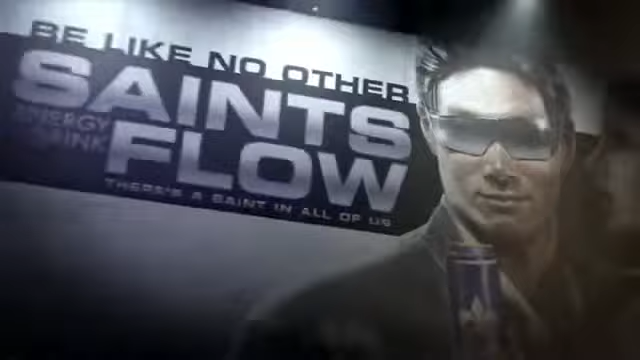 BE LIKE NO OTHER
SAINTS
ENERGY
DRINK
FLOW
THERE'S A SAINT IN ALL OF US